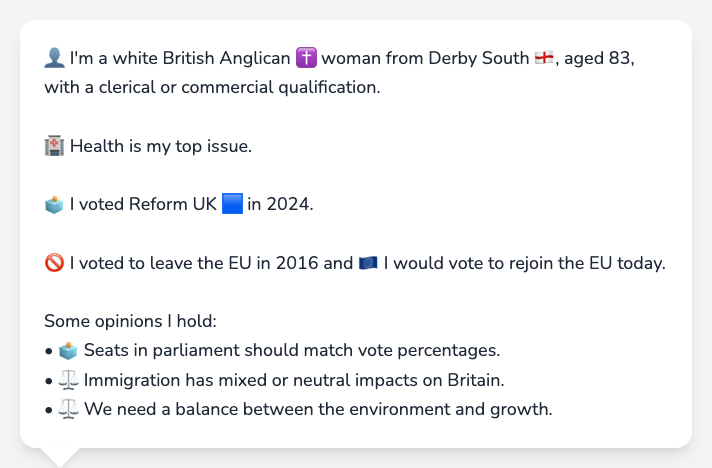 👤 I'm a white British Anglican ✝️ woman from Derby South 🏴󠁧󠁢󠁥󠁮󠁧󠁿, aged 83,
with a clerical or commercial qualification.
🏥 Health is my top issue.
🗳️ I voted Reform UK 🟦 in 2024.
🚫 I voted to leave the EU in 2016 and 🇪🇺 I would vote to rejoin the EU today.
Some opinions I hold:
• 🗳️ Seats in parliament should match vote percentages.
• ⚖️ Immigration has mixed or neutral impacts on Britain.
• ⚖️ We need a balance between the environment and growth.